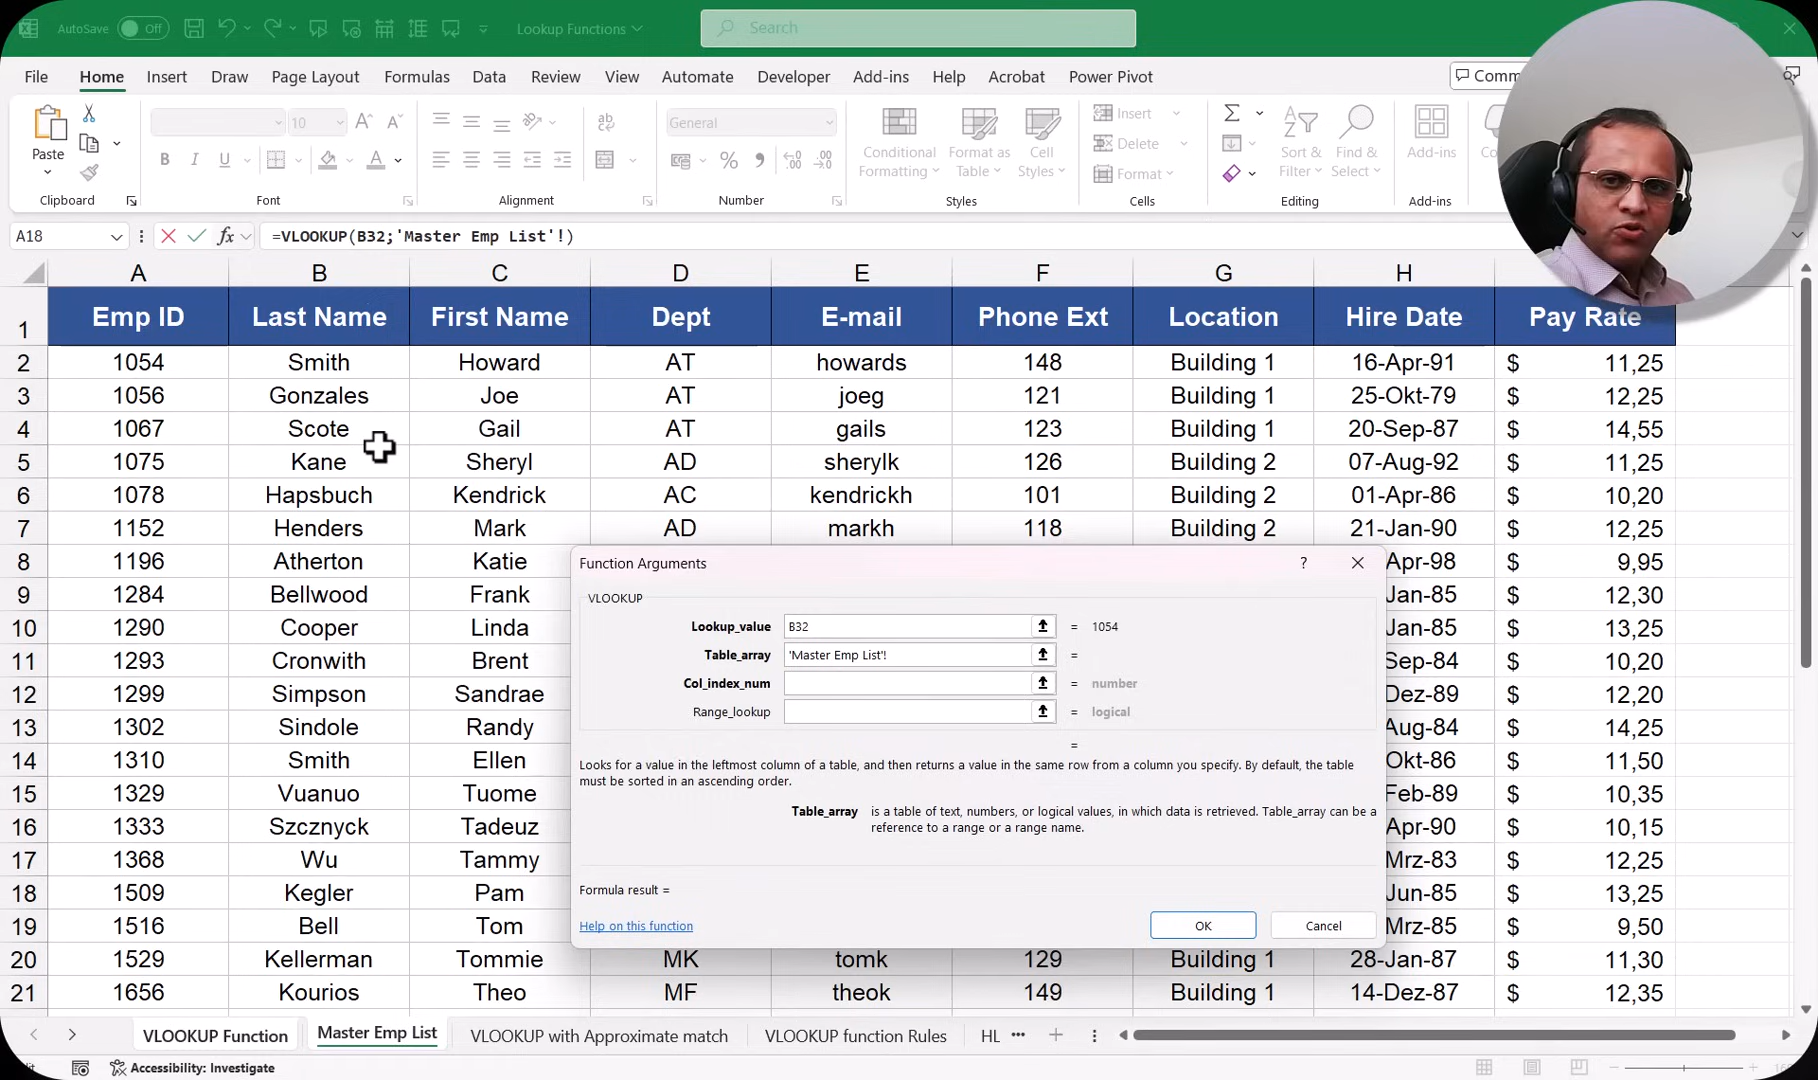 AutoSave Off Lookup Functions Search
File Home Insert Draw Page Layout Formulas Data Review View Automate Developer Add-ins Help Acrobat Power Pivot
Paste
10
General
Conditional Formatting
Format as Table
Cell Styles
Insert
Delete
Format
Sort & Filter
Find & Select
Add-ins
Clipboard Font Alignment Number Styles Cells Editing Add-ins
A18 fx =VLOOKUP(B32;'Master Emp List'!)
A B C D E F G H
1 Emp ID Last Name First Name Dept E-mail Phone Ext Location Hire Date Pay Rate
2 1054 Smith Howard AT howards 148 Building 1 16-Apr-91 $ 11,25
3 1056 Gonzales Joe AT joeg 121 Building 1 25-Okt-79 $ 12,25
4 1067 Scote Gail AT gails 123 Building 1 20-Sep-87 $ 14,55
5 1075 Kane Sheryl AD sherylk 126 Building 2 07-Aug-92 $ 11,25
6 1078 Hapsbuch Kendrick AC kendrickh 101 Building 2 01-Apr-86 $ 10,20
7 1152 Henders Mark AD markh 118 Building 2 21-Jan-90 $ 12,25
8 1196 Atherton Katie Apr-98 $ 9,95
9 1284 Bellwood Frank Jan-85 $ 12,30
10 1290 Cooper Linda Jan-85 $ 13,25
11 1293 Cronwith Brent Sep-84 $ 10,20
12 1299 Simpson Sandrae Dez-89 $ 12,20
13 1302 Sindole Randy Aug-84 $ 14,25
14 1310 Smith Ellen Okt-86 $ 11,50
15 1329 Vuanuo Tuome Feb-89 $ 10,35
16 1333 Szcznyck Tadeuz Apr-90 $ 10,15
17 1368 Wu Tammy Mrz-83 $ 12,25
18 1509 Kegler Pam Jun-85 $ 13,25
19 1516 Bell Tom Mrz-85 $ 9,50
20 1529 Kellerman Tommie MK tomk 129 Building 1 28-Jan-87 $ 11,30
21 1656 Kourios Theo MF theok 149 Building 1 14-Dez-87 $ 12,35
Function Arguments ?
VLOOKUP
Lookup_value B32 = 1054
Table_array 'Master Emp List'! =
Col_index_num = number
Range_lookup = logical
=
Looks for a value in the leftmost column of a table, and then returns a value in the same row from a column you specify. By default, the table
must be sorted in an ascending order.
Table_array is a table of text, numbers, or logical values, in which data is retrieved. Table_array can be a
reference to a range or a range name.
Formula result =
Help on this function OK Cancel
VLOOKUP Function Master Emp List VLOOKUP with Approximate match VLOOKUP function Rules HL
Accessibility: Investigate